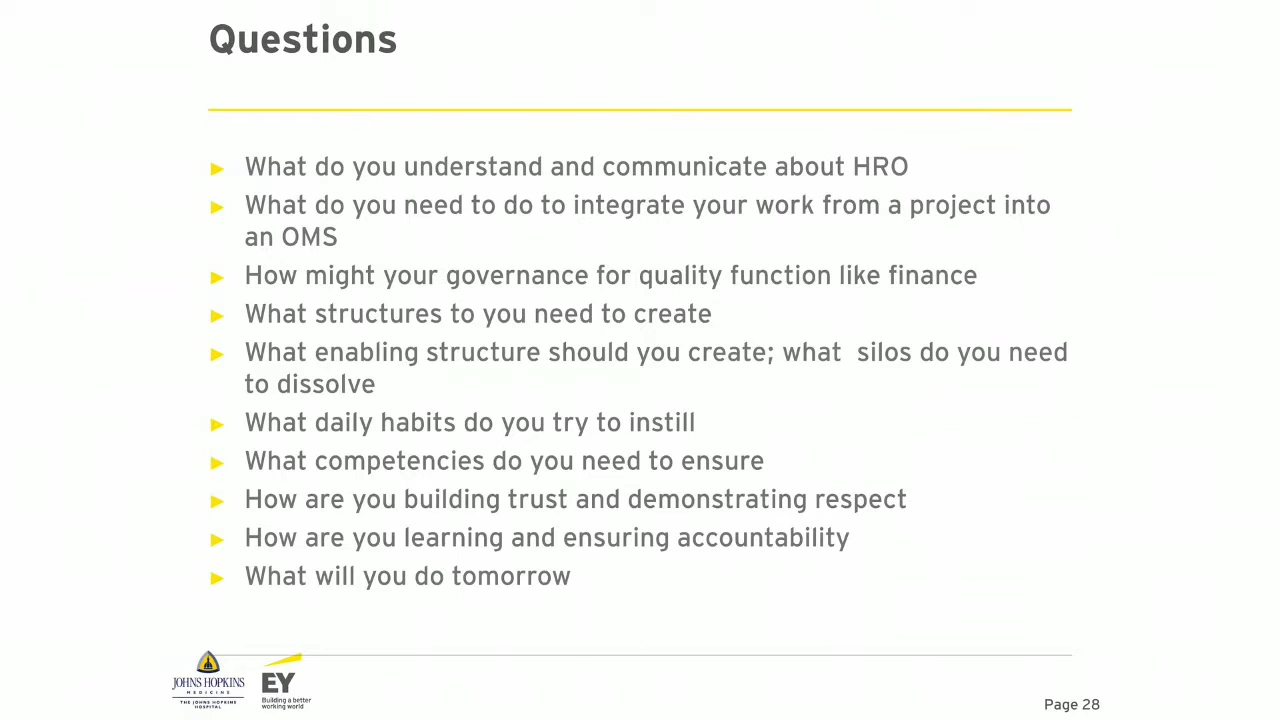 Questions
► What do you understand and communicate about HRO
► What do you need to do to integrate your work from a project into
an OMS
► How might your governance for quality function like finance
► What structures to you need to create
► What enabling structure should you create; what  silos do you need
to dissolve
► What daily habits do you try to instill
► What competencies do you need to ensure
► How are you building trust and demonstrating respect
► How are you learning and ensuring accountability
► What will you do tomorrow
JOHNS HOPKINS
MEDICINE
THE JOHNS HOPKINS
HOSPITAL
EY
Building a better
working world
Page 28